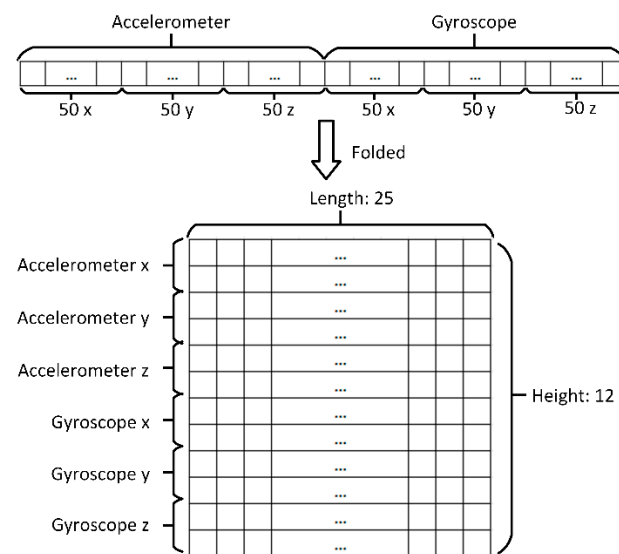 Accelerometer Gyroscope
... ... ... ... ... ...
50 x 50 y 50 z 50 x 50 y 50 z
Folded
Length: 25
...
Accelerometer x
...
...
Accelerometer y
...
...
Accelerometer z
...
Height: 12
...
Gyroscope x
...
...
Gyroscope y
...
...
Gyroscope z
...